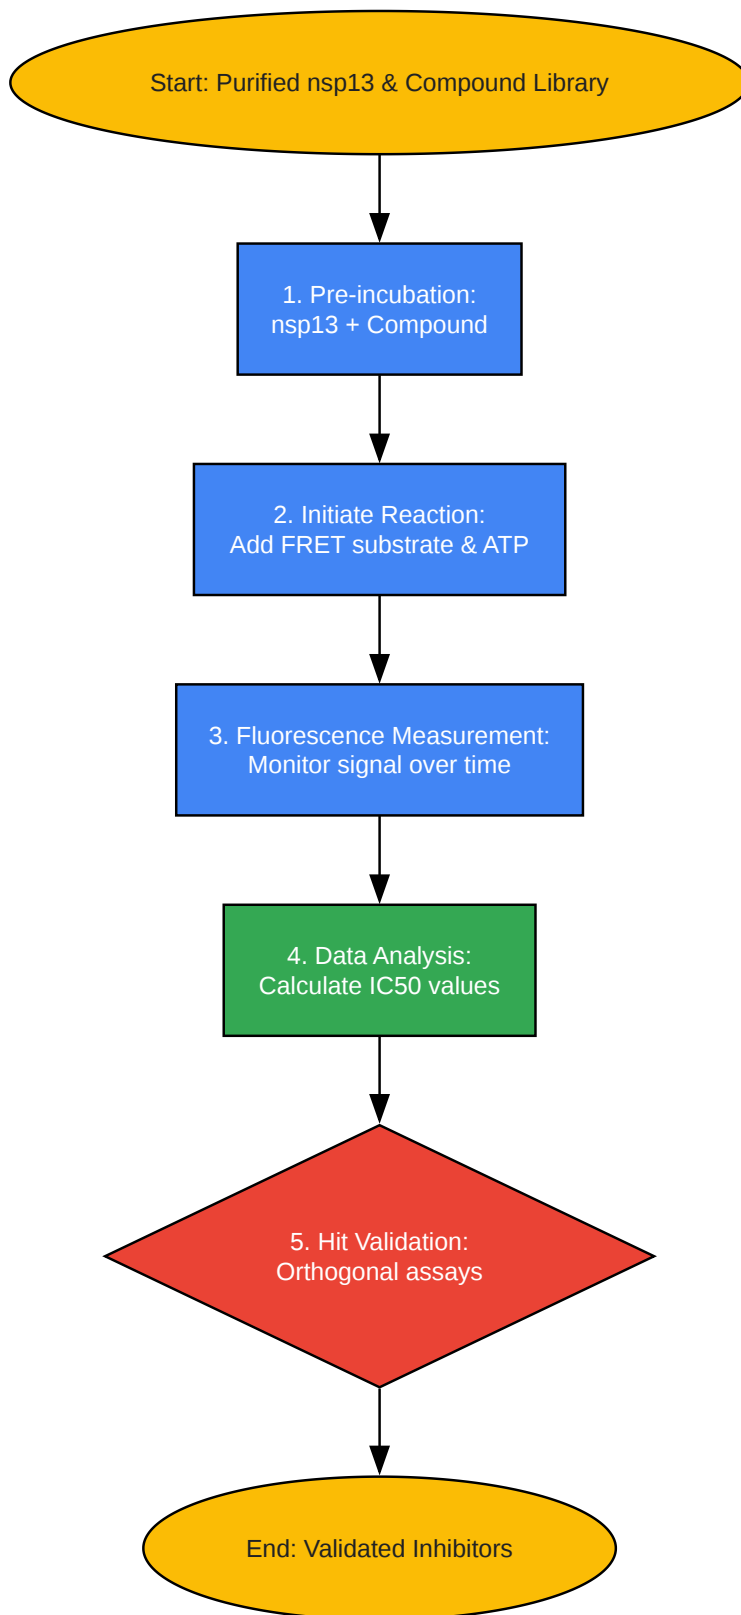 Start: Purified nsp13 & Compound Library
1. Pre-incubation:
nsp13 + Compound
2. Initiate Reaction:
Add FRET substrate & ATP
3. Fluorescence Measurement:
Monitor signal over time
4. Data Analysis:
Calculate IC50 values
5. Hit Validation:
Orthogonal assays
End: Validated Inhibitors